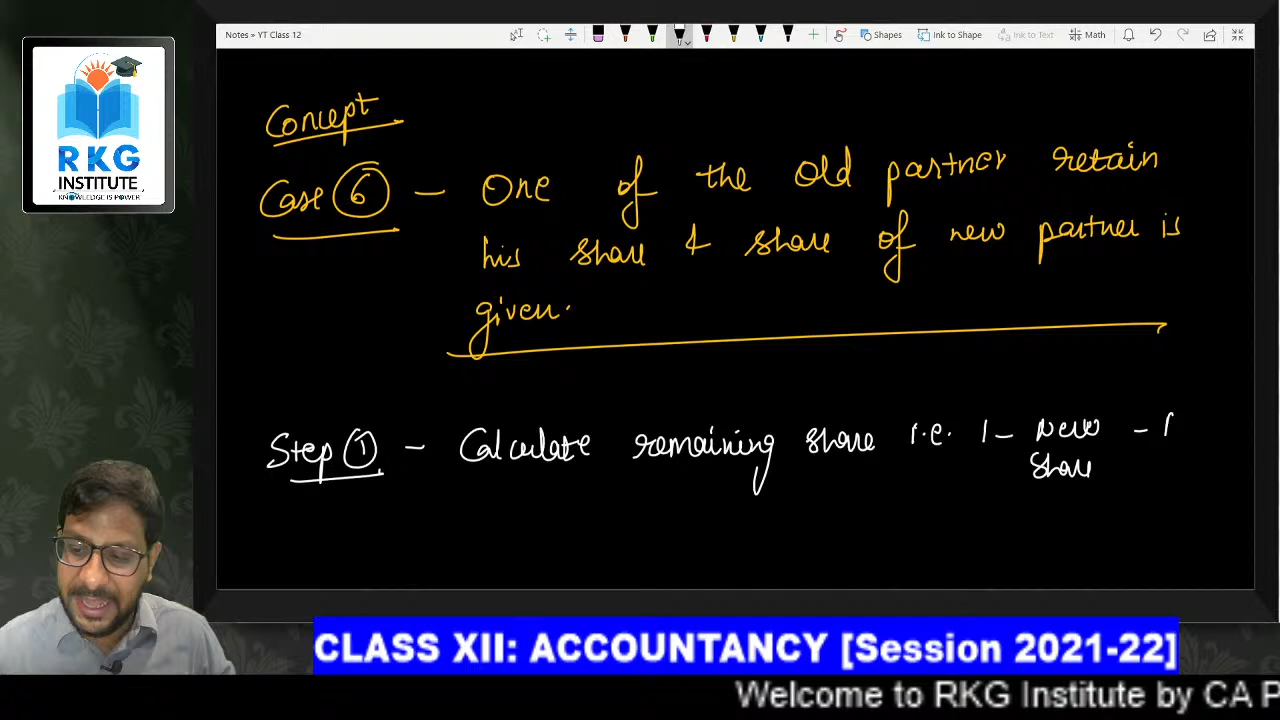 Notes » YT Class 12
Shapes
Ink to Shape
Ink to Text
Math
RKG
INSTITUTE
KNOWLEDGE IS POWER
Concept
Case 6 - One of the old partner retain
his share & share of new partner is
given.
Step 1 - Calculate remaining share i.e. 1 - New -
Share
CLASS XII: ACCOUNTANCY [Session 2021-22]
Welcome to RKG Institute by CA P